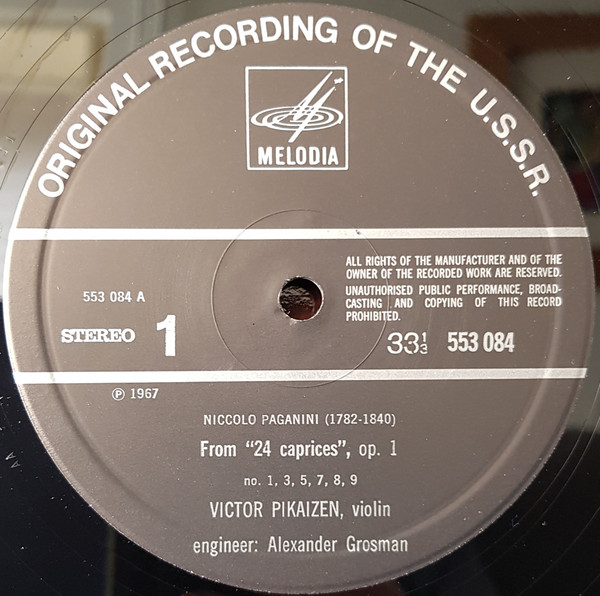 ORIGINAL RECORDING OF THE U.S.S.R.
MELODIA
ALL RIGHTS OF THE MANUFACTURER AND OF THE
OWNER OF THE RECORDED WORK ARE RESERVED.
UNAUTHORISED PUBLIC PERFORMANCE, BROAD-
CASTING AND COPYING OF THIS RECORD
PROHIBITED.
553 084 A
STEREO 1
33⅓ 553 084
℗ 1967
NICCOLO PAGANINI (1782-1840)
From "24 caprices", op. 1
no. 1, 3, 5, 7, 8, 9
VICTOR PIKAIZEN, violin
engineer: Alexander Grosman